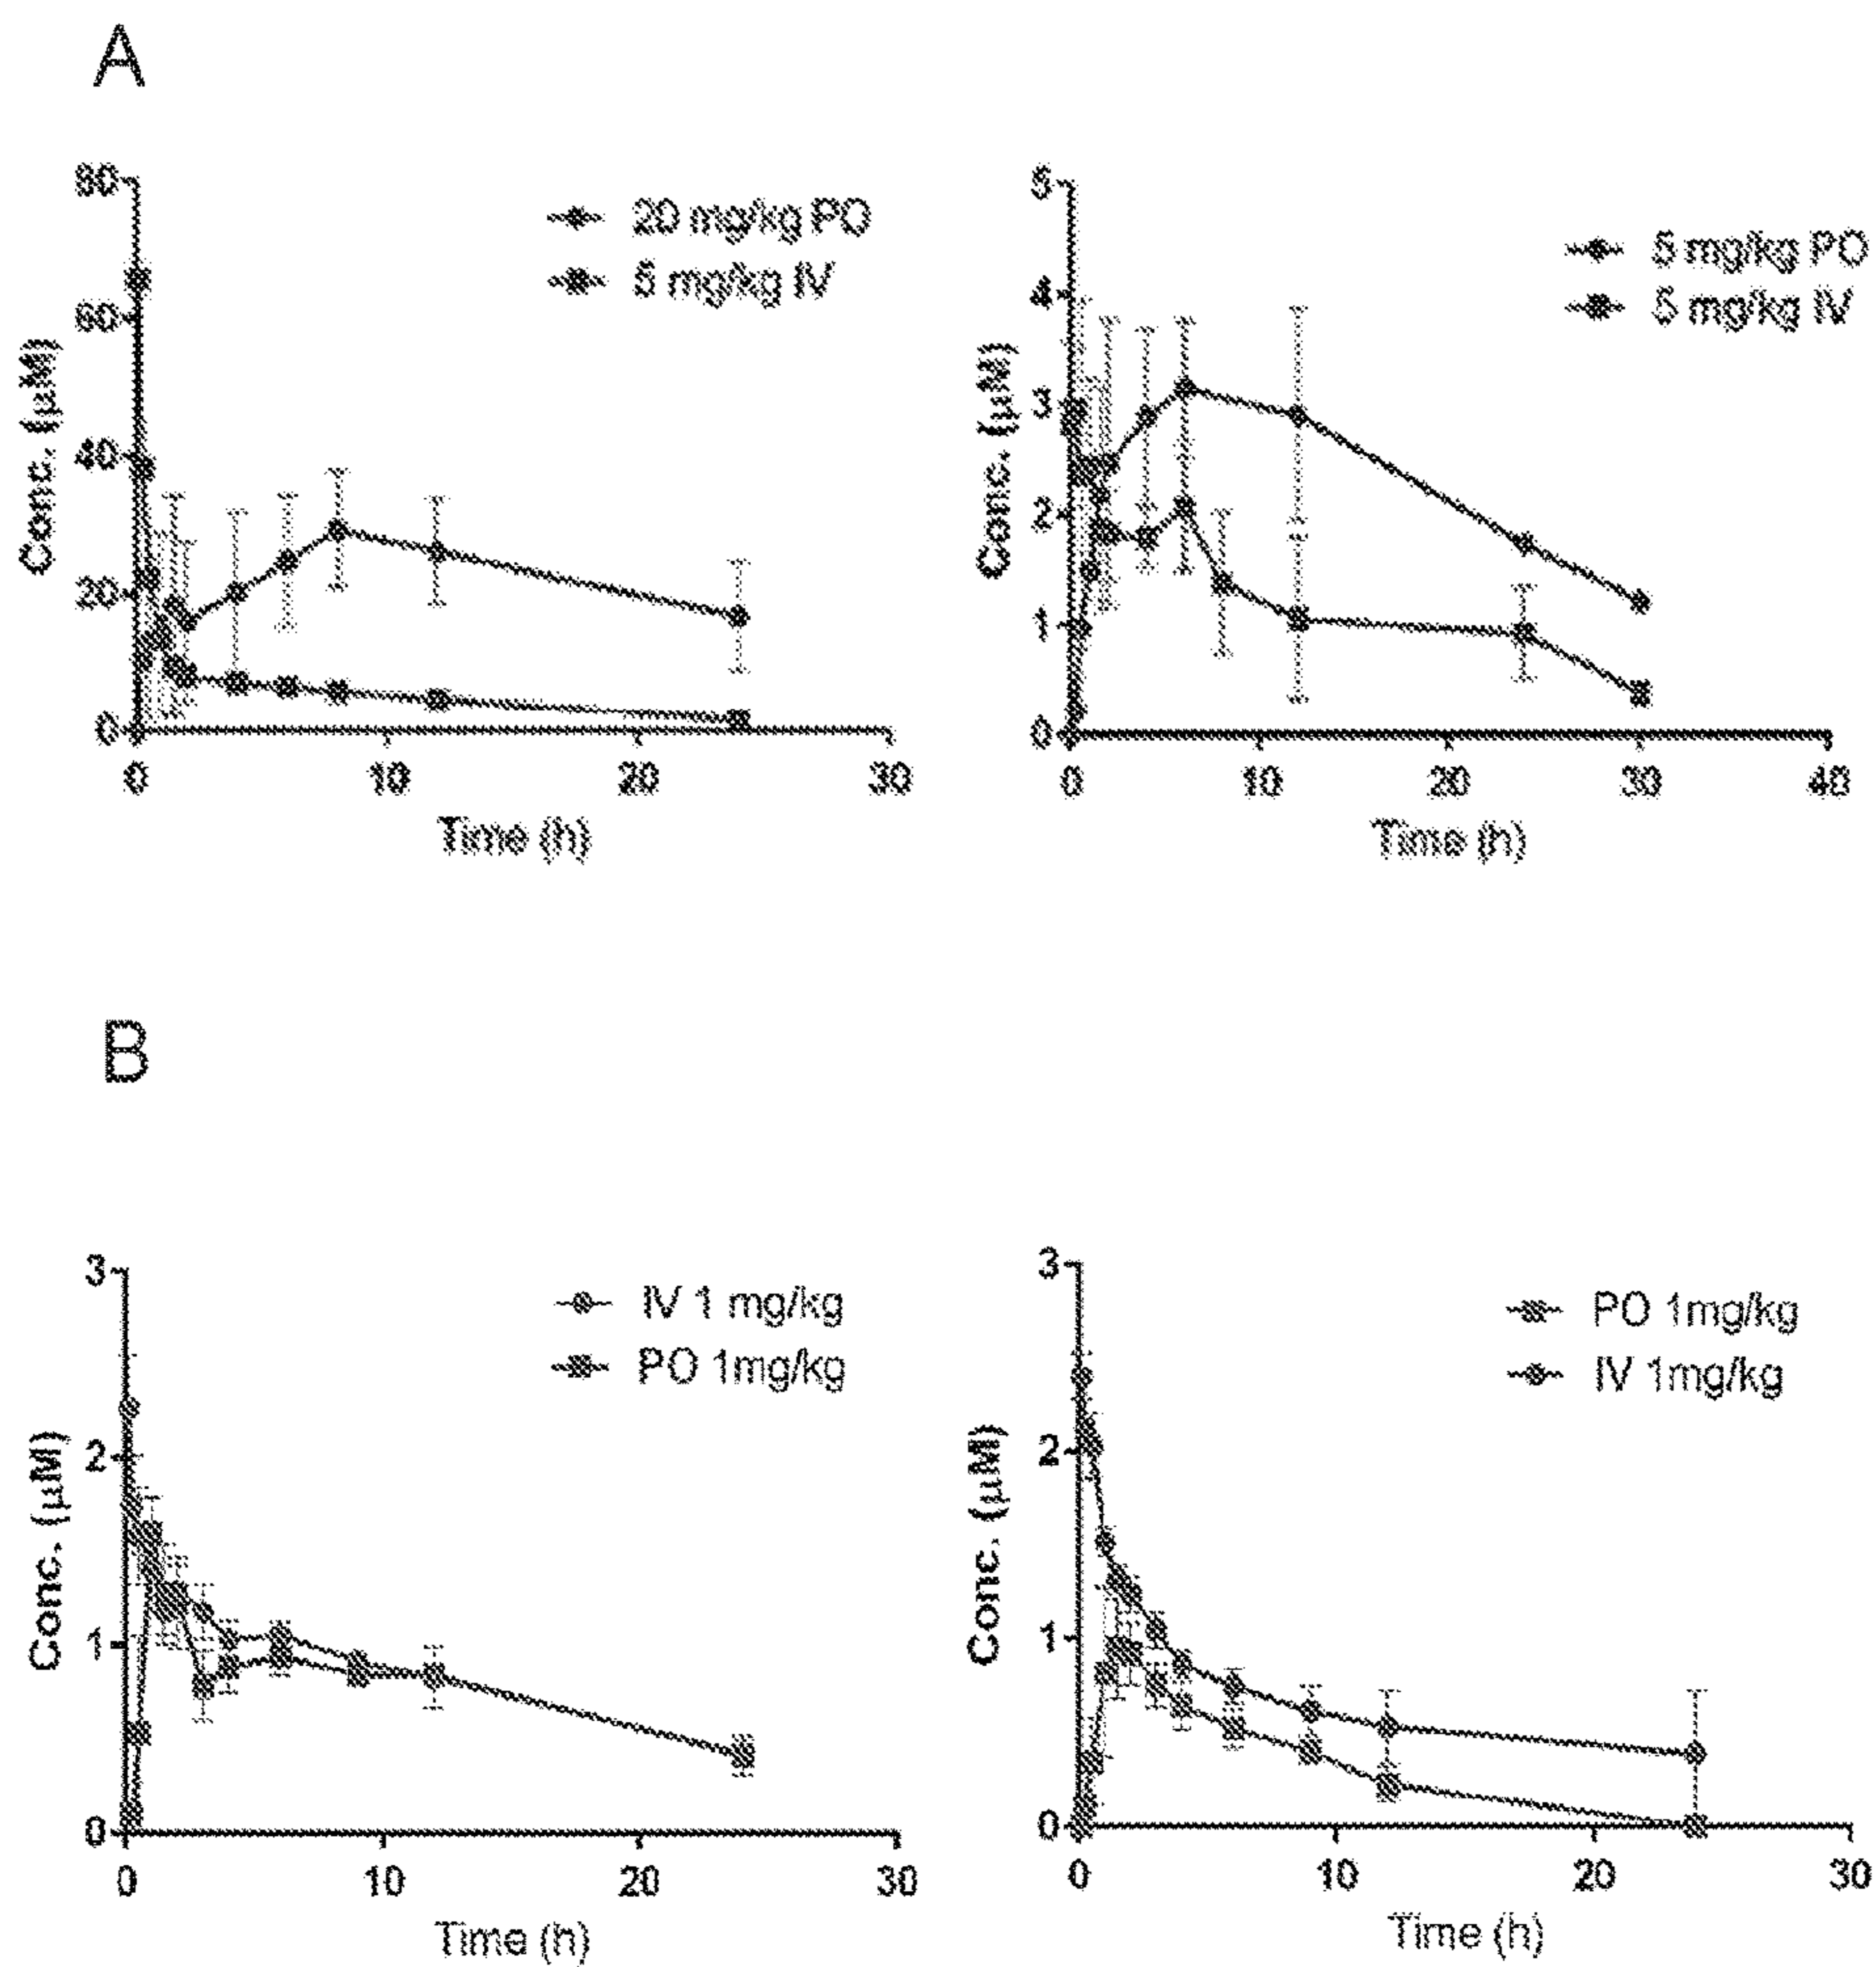 A
80
60
40
20
0
Conc. (μM)
0 10 20 30
Time (h)
20 mg/kg PO
5 mg/kg IV
5
4
3
2
1
0
Conc. (μM)
0 10 20 30 40
Time (h)
5 mg/kg PO
5 mg/kg IV
B
3
2
1
0
Conc. (μM)
0 10 20 30
Time (h)
IV 1 mg/kg
PO 1mg/kg
3
2
1
0
Conc. (μM)
0 10 20 30
Time (h)
PO 1mg/kg
IV 1mg/kg